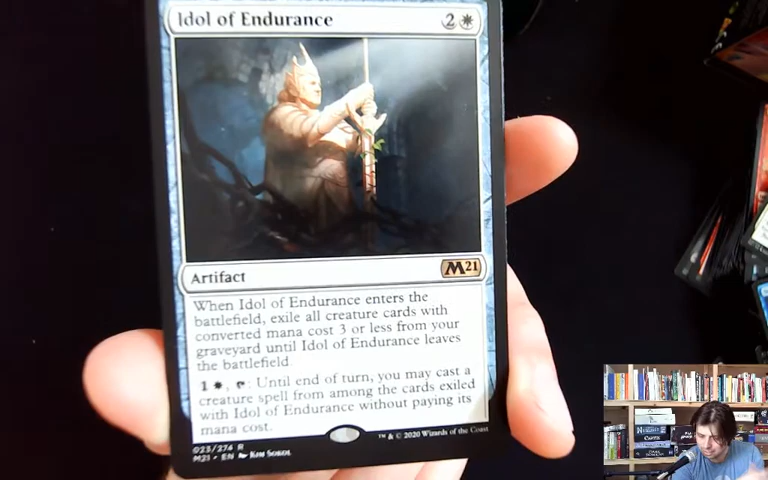 Idol of Endurance 2
Artifact M21
When Idol of Endurance enters the
battlefield, exile all creature cards with
converted mana cost 3 or less from your
graveyard until Idol of Endurance leaves
the battlefield.
1, : Until end of turn, you may cast a
creature spell from among the cards exiled
with Idol of Endurance without paying its
mana cost.
023/274 R
M21 • EN Kim Sokol
™ & © 2020 Wizards of the Coast